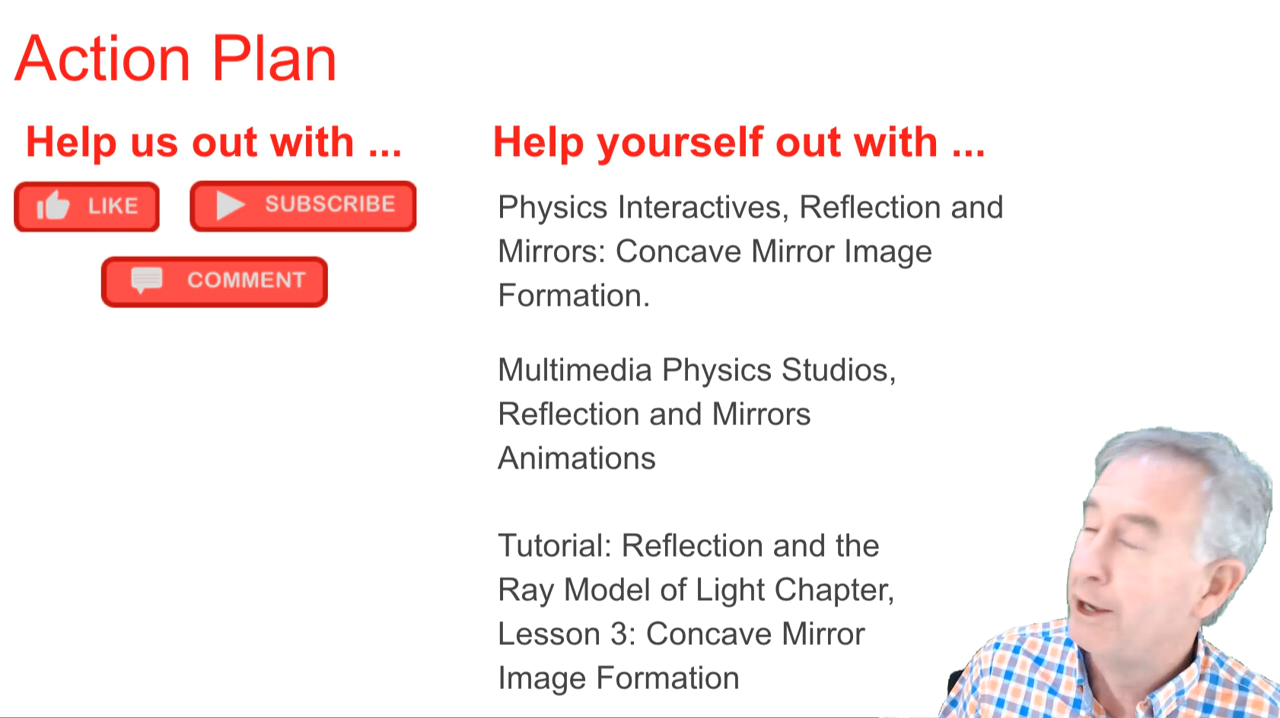 Action Plan
Help us out with ...
LIKE
SUBSCRIBE
COMMENT
Help yourself out with ...
Physics Interactives, Reflection and
Mirrors: Concave Mirror Image
Formation.
Multimedia Physics Studios,
Reflection and Mirrors
Animations
Tutorial: Reflection and the
Ray Model of Light Chapter,
Lesson 3: Concave Mirror
Image Formation